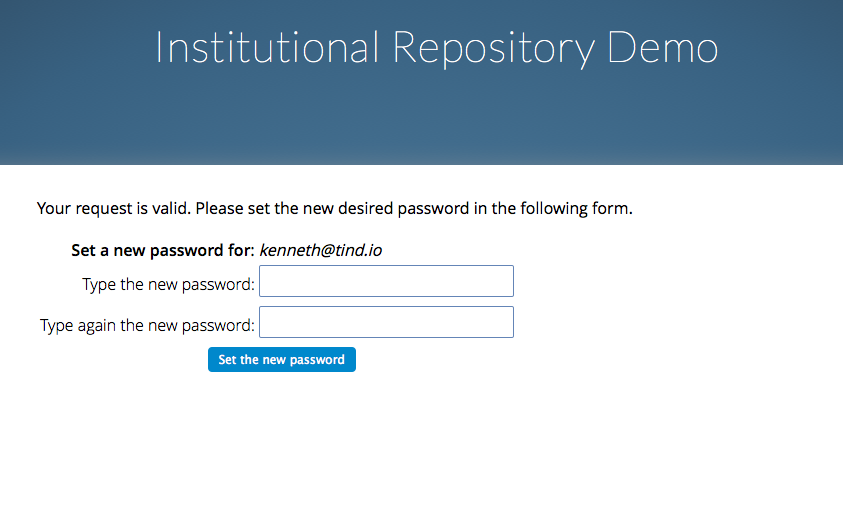 Institutional Repository Demo
Your request is valid. Please set the new desired password in the following form.
Set a new password for: kenneth@tind.io
Type the new password:
Type again the new password:
Set the new password